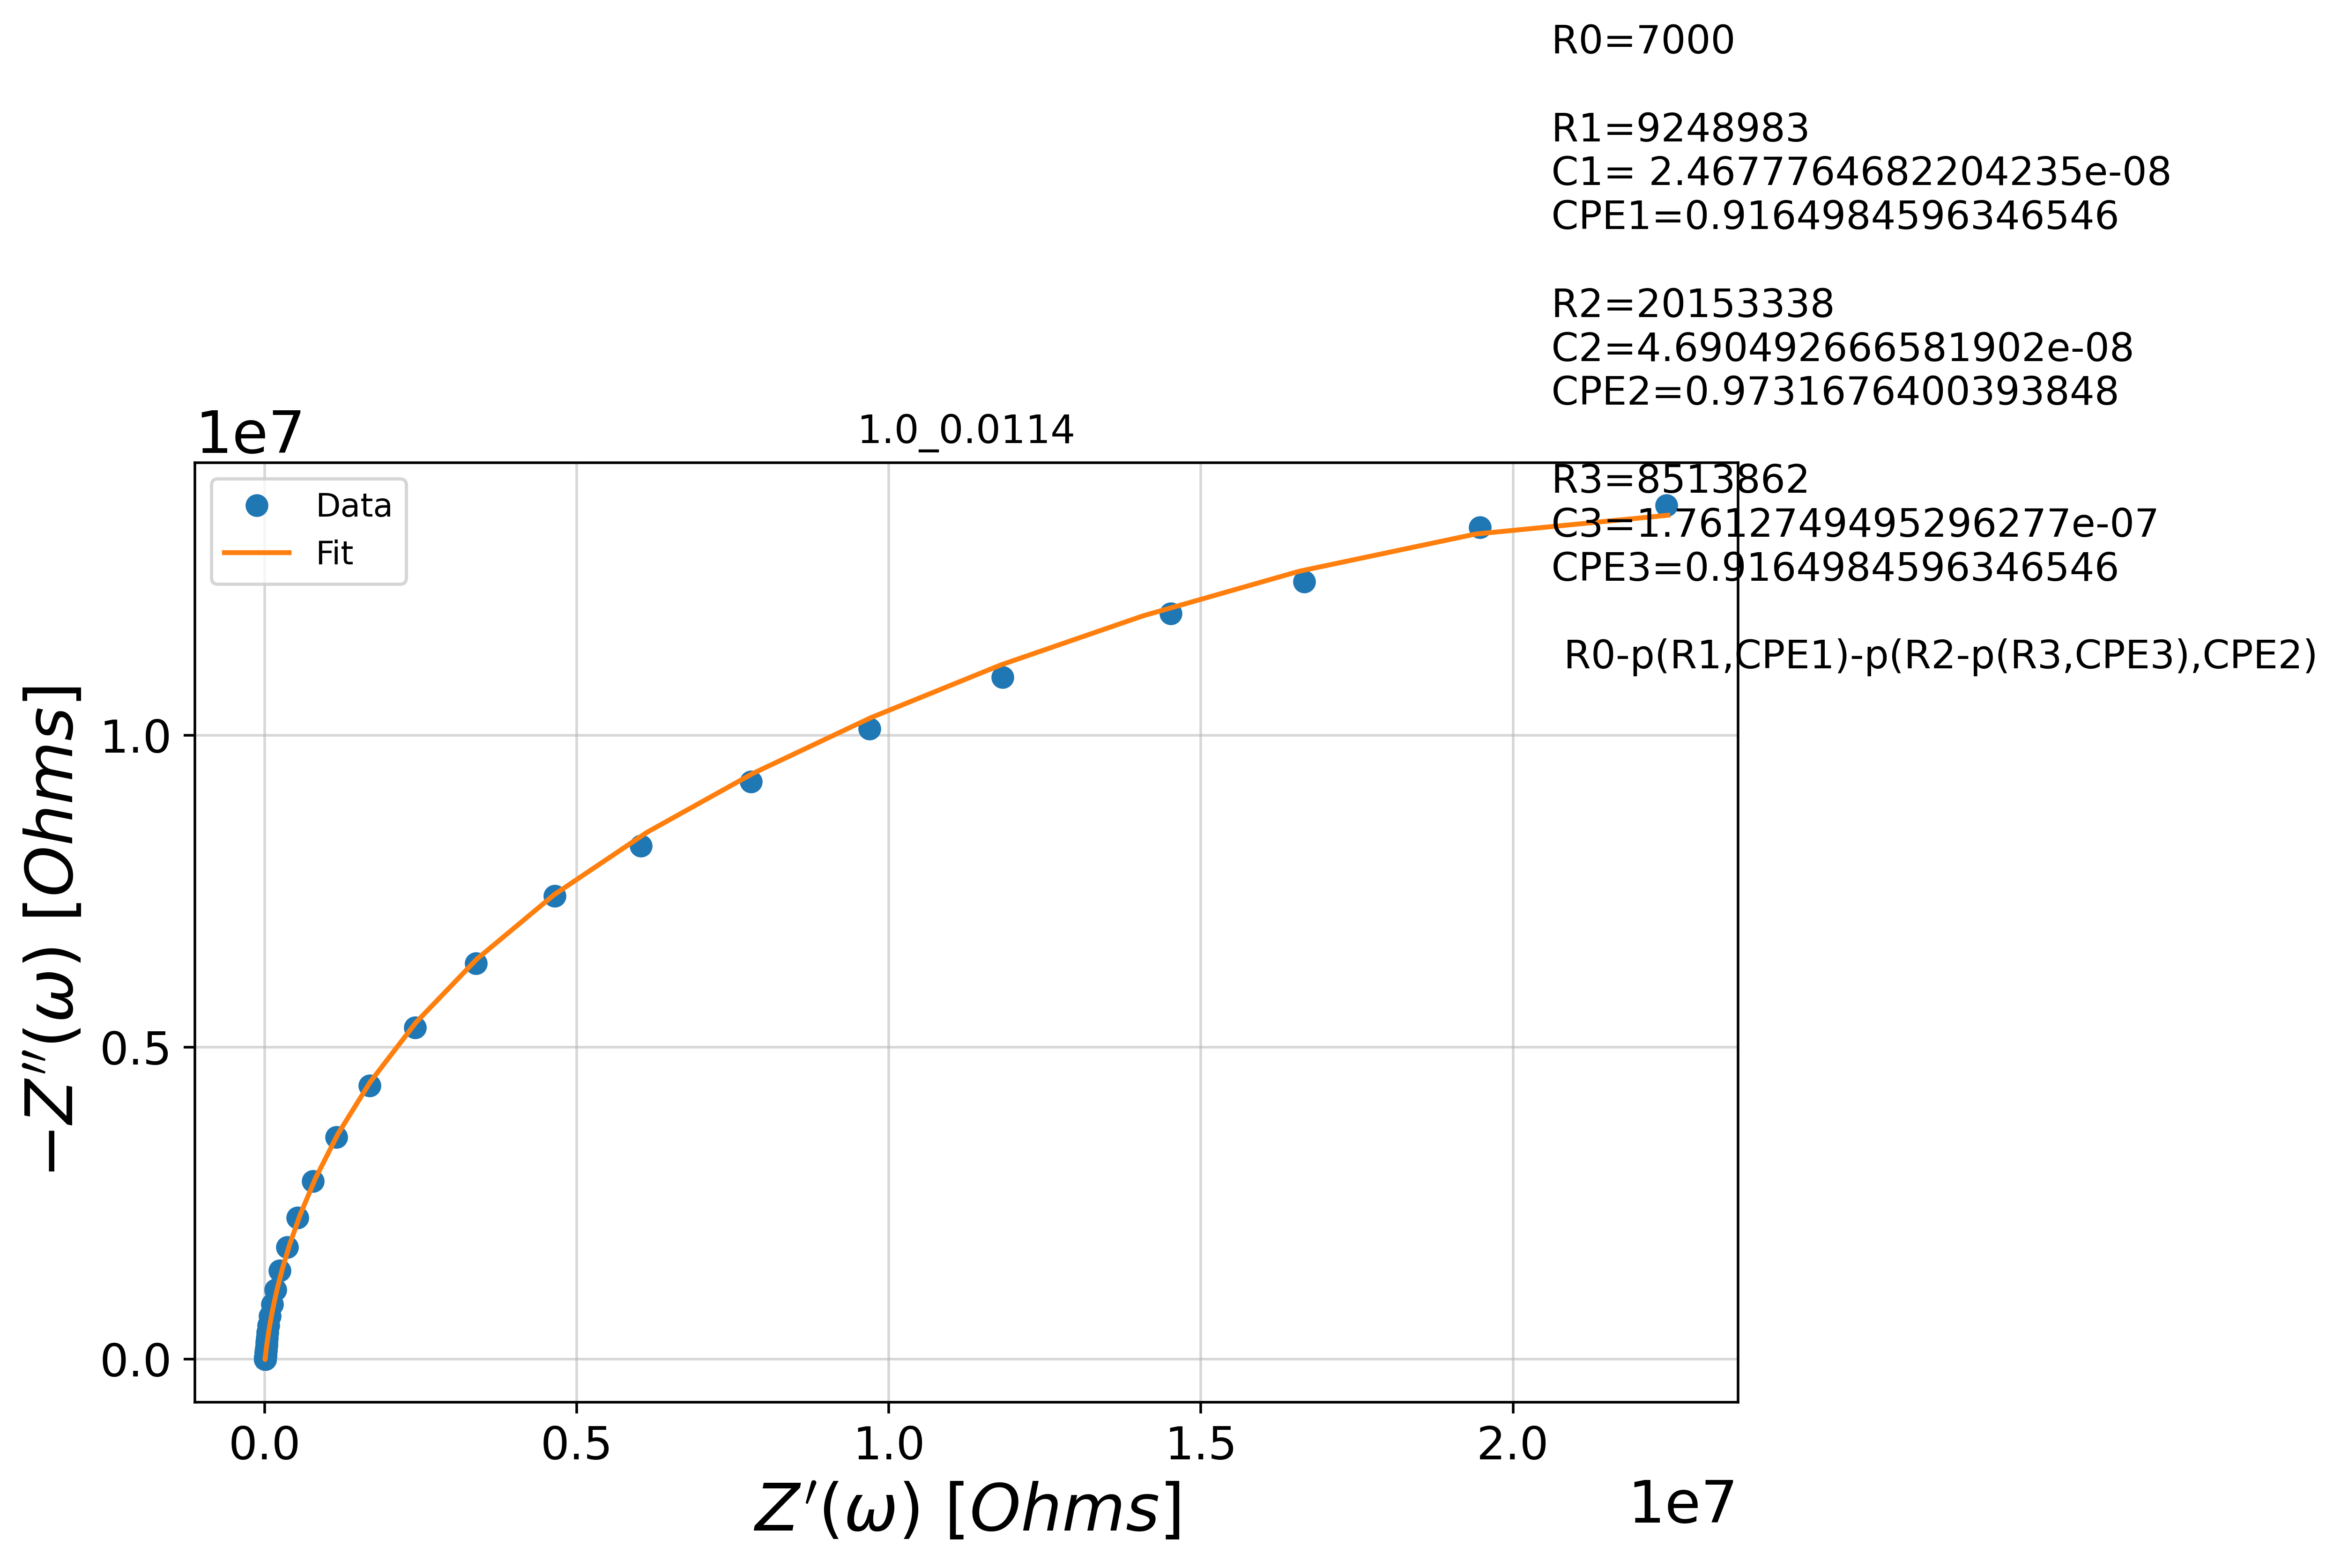 R0=7000
R1=9248983
C1= 2.4677764682204235e-08
CPE1=0.9164984596346546
R2=20153338
C2=4.690492666581902e-08
CPE2=0.9731676400393848
R3=8513862
C3=1.7612749495296277e-07
CPE3=0.9164984596346546
R0-p(R1,CPE1)-p(R2-p(R3,CPE3),CPE2)
1e7
1.0_0.0114
Data
Fit
1.0
0.5
0.0
−Z′′(ω) [Ohms]
0.0 0.5 1.0 1.5 2.0
Z′(ω) [Ohms]
1e7